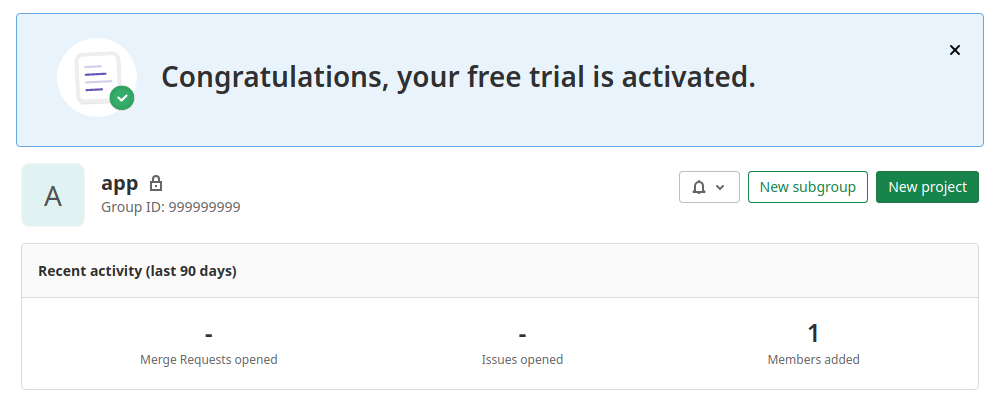 Congratulations, your free trial is activated.
A
app
Group ID: 999999999
New subgroup
New project
Recent activity (last 90 days)
-
Merge Requests opened
-
Issues opened
1
Members added